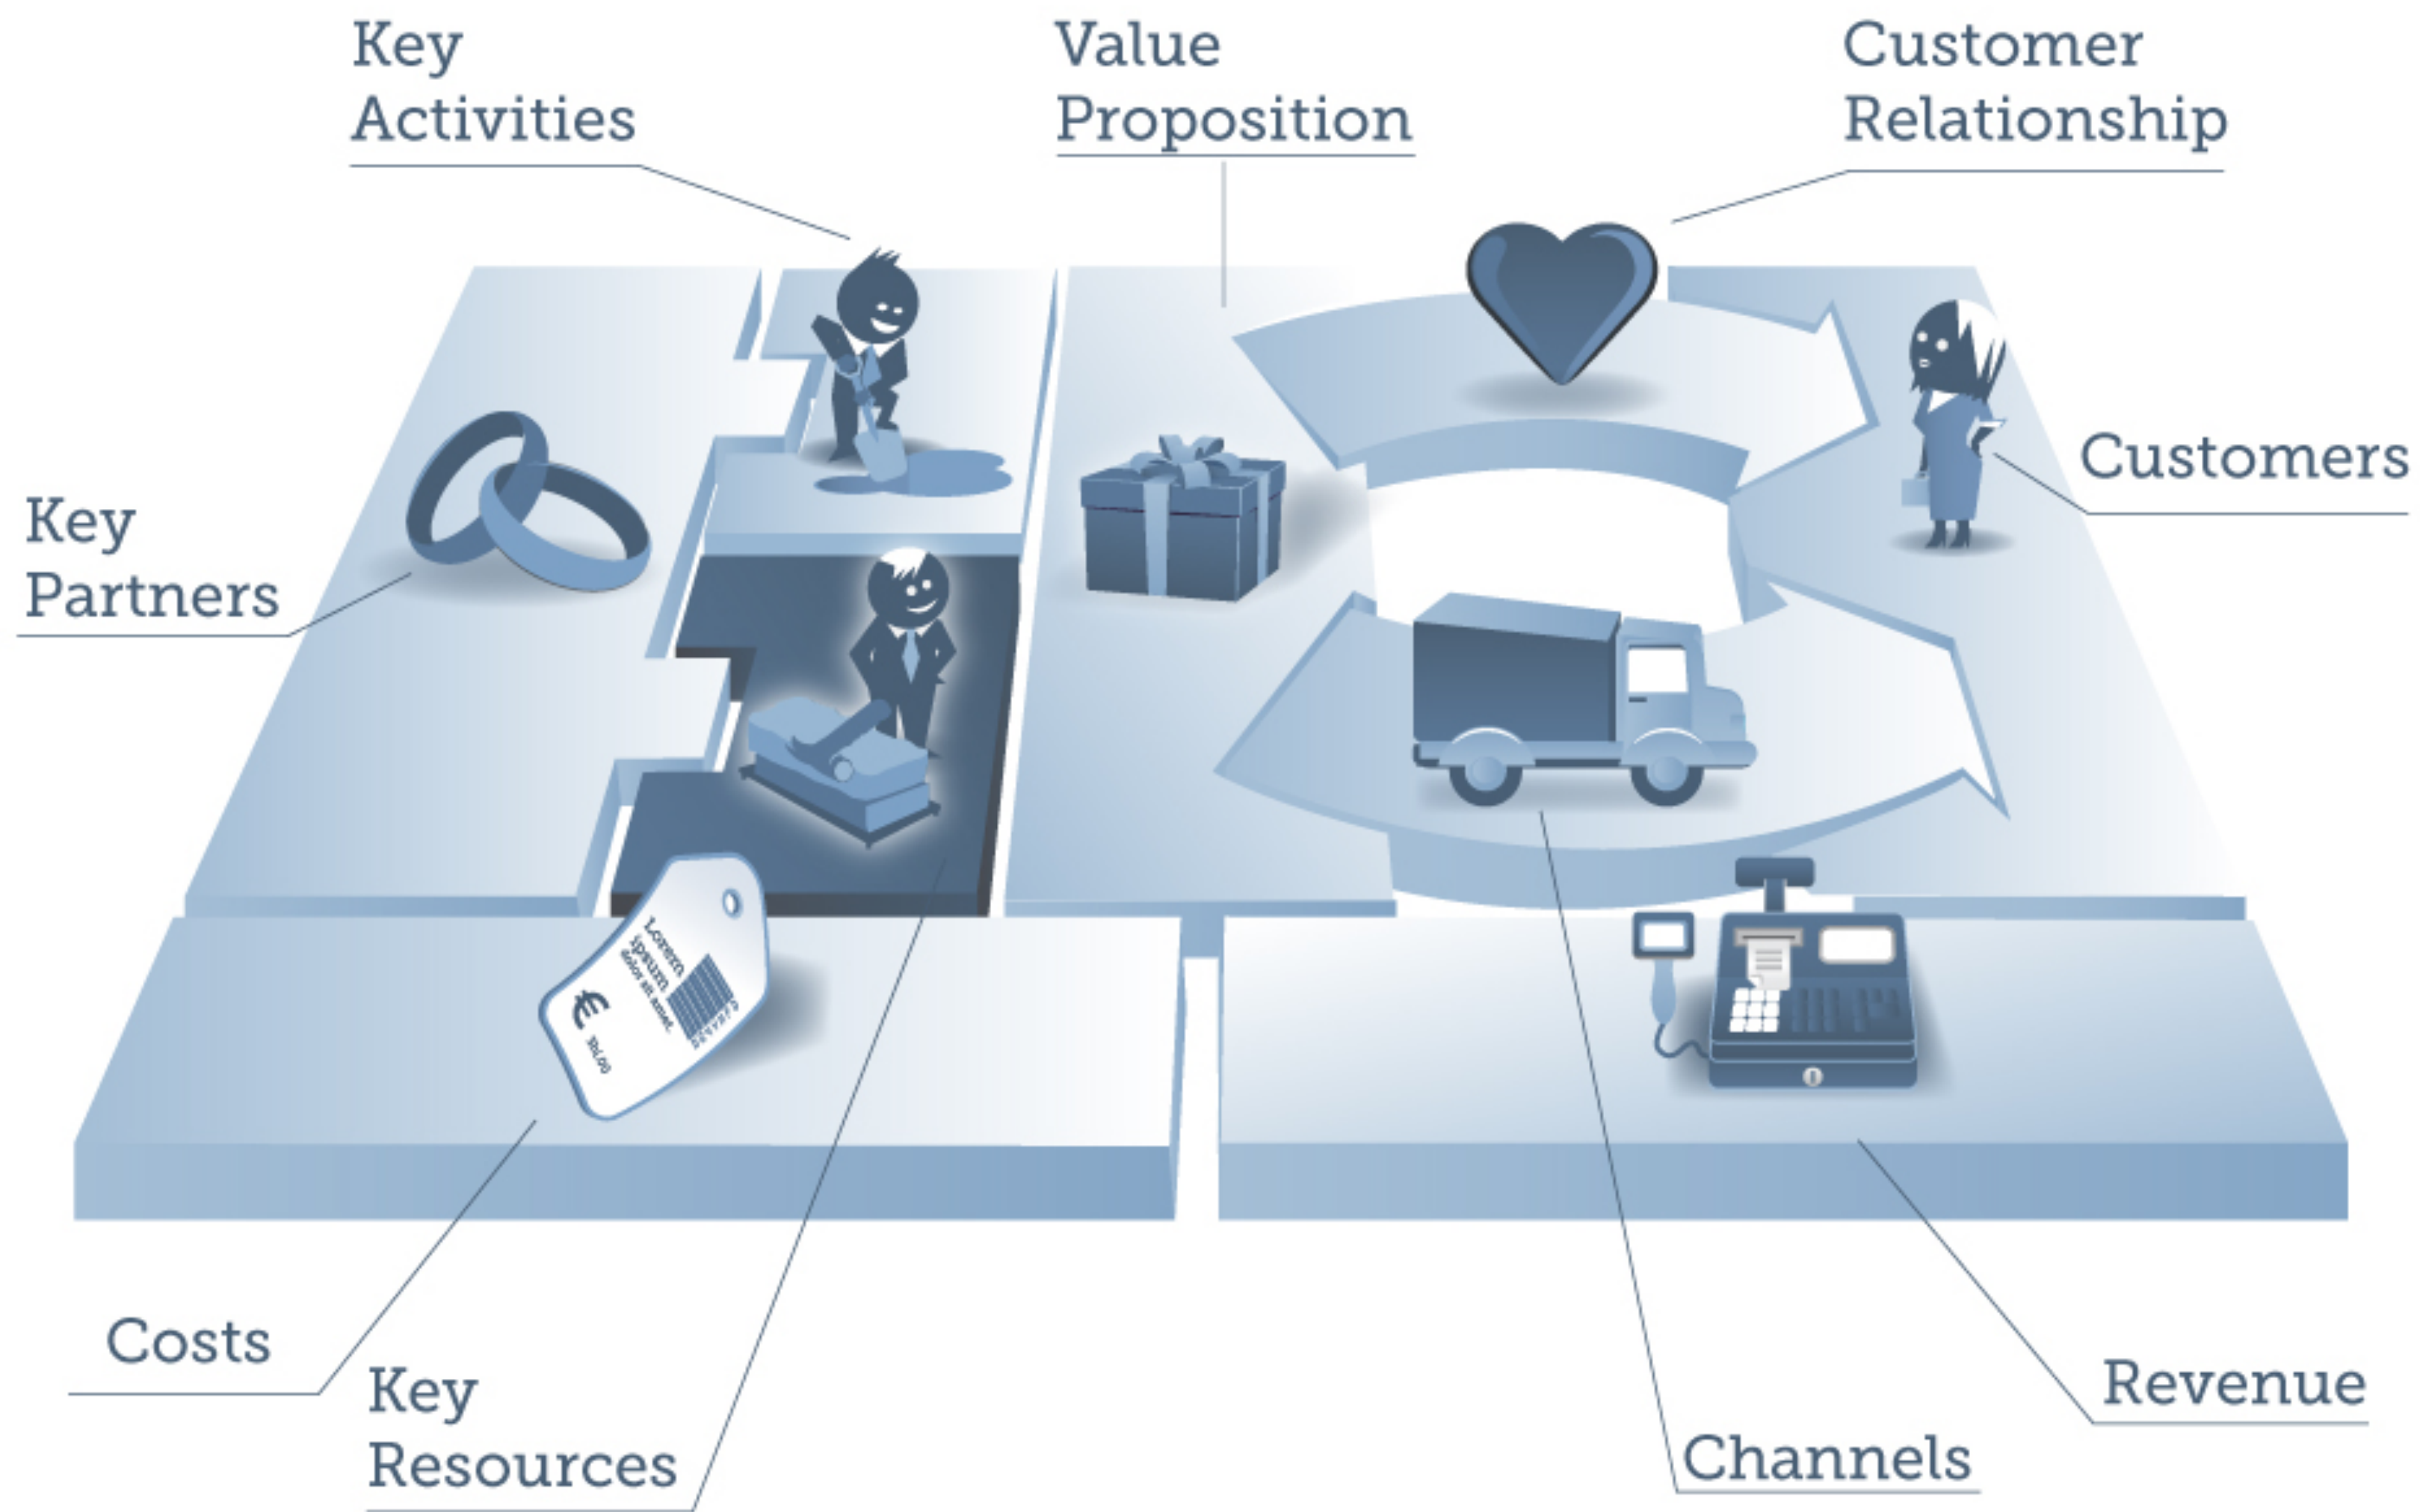 Key
Activities
Value
Proposition
Customer
Relationship
Customers
Key
Partners
Lorem
ipsum
dolor sit amet.
€
Costs
Key
Resources
Channels
Revenue